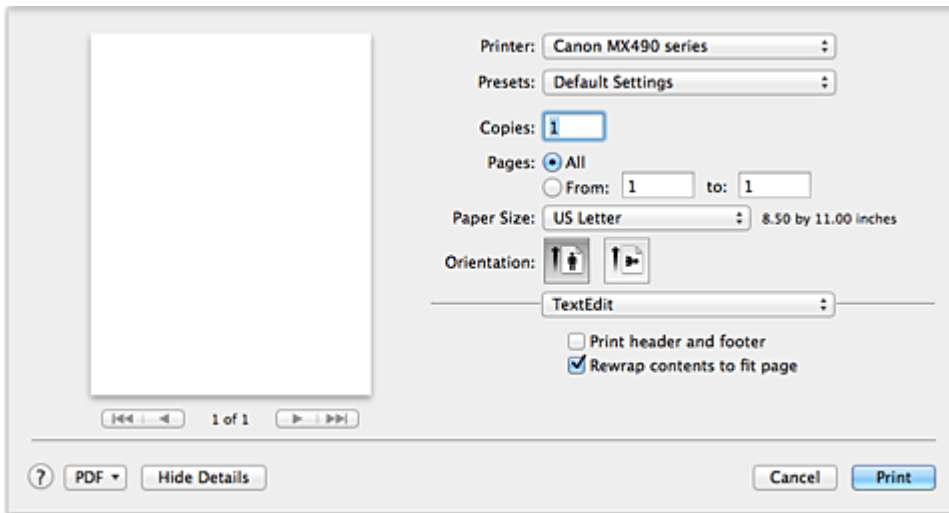 Printer: Canon MX490 series
Presets: Default Settings
Copies: 1
Pages: All
From: 1 to: 1
Paper Size: US Letter 8.50 by 11.00 inches
Orientation:
TextEdit
Print header and footer
Rewrap contents to fit page
1 of 1
? PDF Hide Details Cancel Print